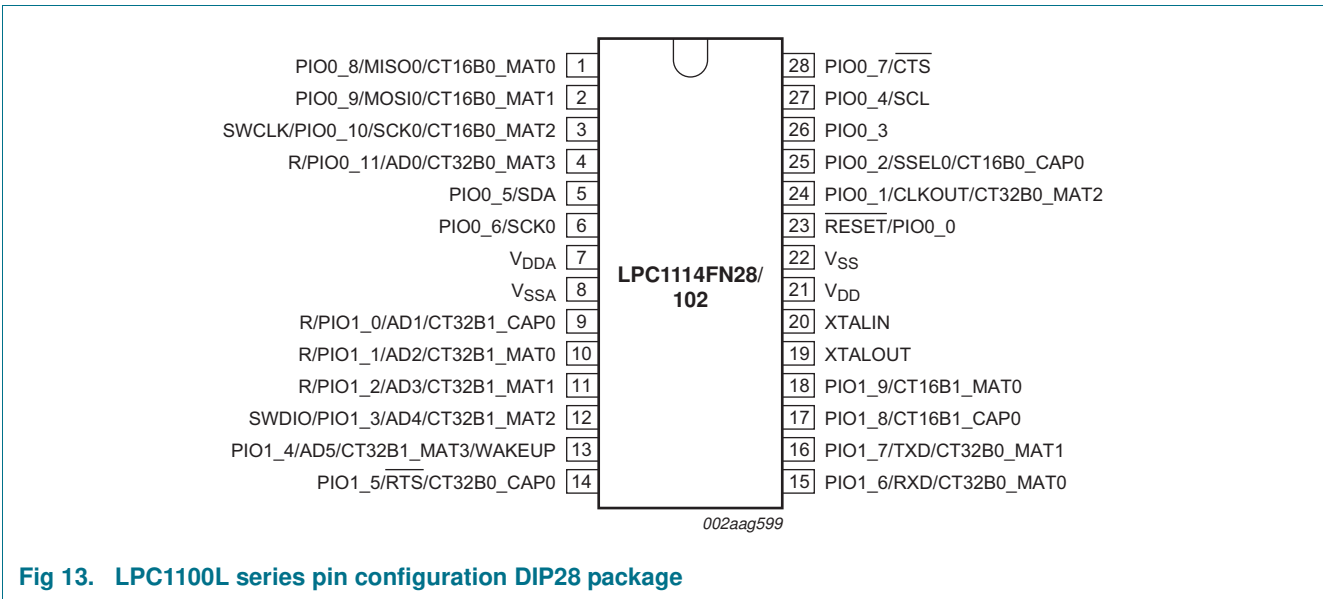 PIO0_8/MISO0/CT16B0_MAT0 1
PIO0_9/MOSI0/CT16B0_MAT1 2
SWCLK/PIO0_10/SCK0/CT16B0_MAT2 3
R/PIO0_11/AD0/CT32B0_MAT3 4
PIO0_5/SDA 5
PIO0_6/SCK0 6
VDDA 7
VSSA 8
R/PIO1_0/AD1/CT32B1_CAP0 9
R/PIO1_1/AD2/CT32B1_MAT0 10
R/PIO1_2/AD3/CT32B1_MAT1 11
SWDIO/PIO1_3/AD4/CT32B1_MAT2 12
PIO1_4/AD5/CT32B1_MAT3/WAKEUP 13
PIO1_5/RTS/CT32B0_CAP0 14
LPC1114FN28/
102
28 PIO0_7/CTS
27 PIO0_4/SCL
26 PIO0_3
25 PIO0_2/SSEL0/CT16B0_CAP0
24 PIO0_1/CLKOUT/CT32B0_MAT2
23 RESET/PIO0_0
22 VSS
21 VDD
20 XTALIN
19 XTALOUT
18 PIO1_9/CT16B1_MAT0
17 PIO1_8/CT16B1_CAP0
16 PIO1_7/TXD/CT32B0_MAT1
15 PIO1_6/RXD/CT32B0_MAT0
002aag599
Fig 13. LPC1100L series pin configuration DIP28 package